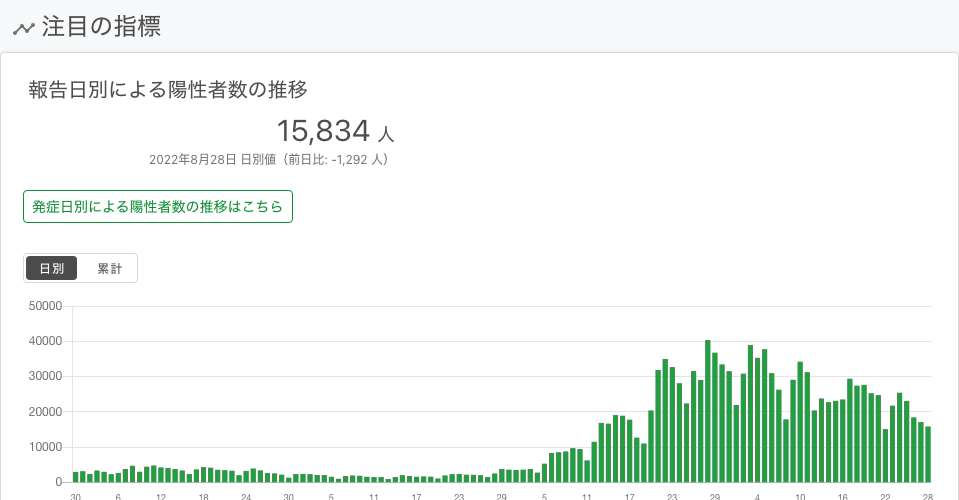 注目の指標
報告日別による陽性者数の推移
15,834 人
2022年8月28日 日別値（前日比: -1,292 人）
発症日別による陽性者数の推移はこちら
日別 累計
50000
40000
30000
20000
10000
0
30 6 12 18 24 30 5 11 17 23 29 5 11 17 23 29 4 10 16 22 28